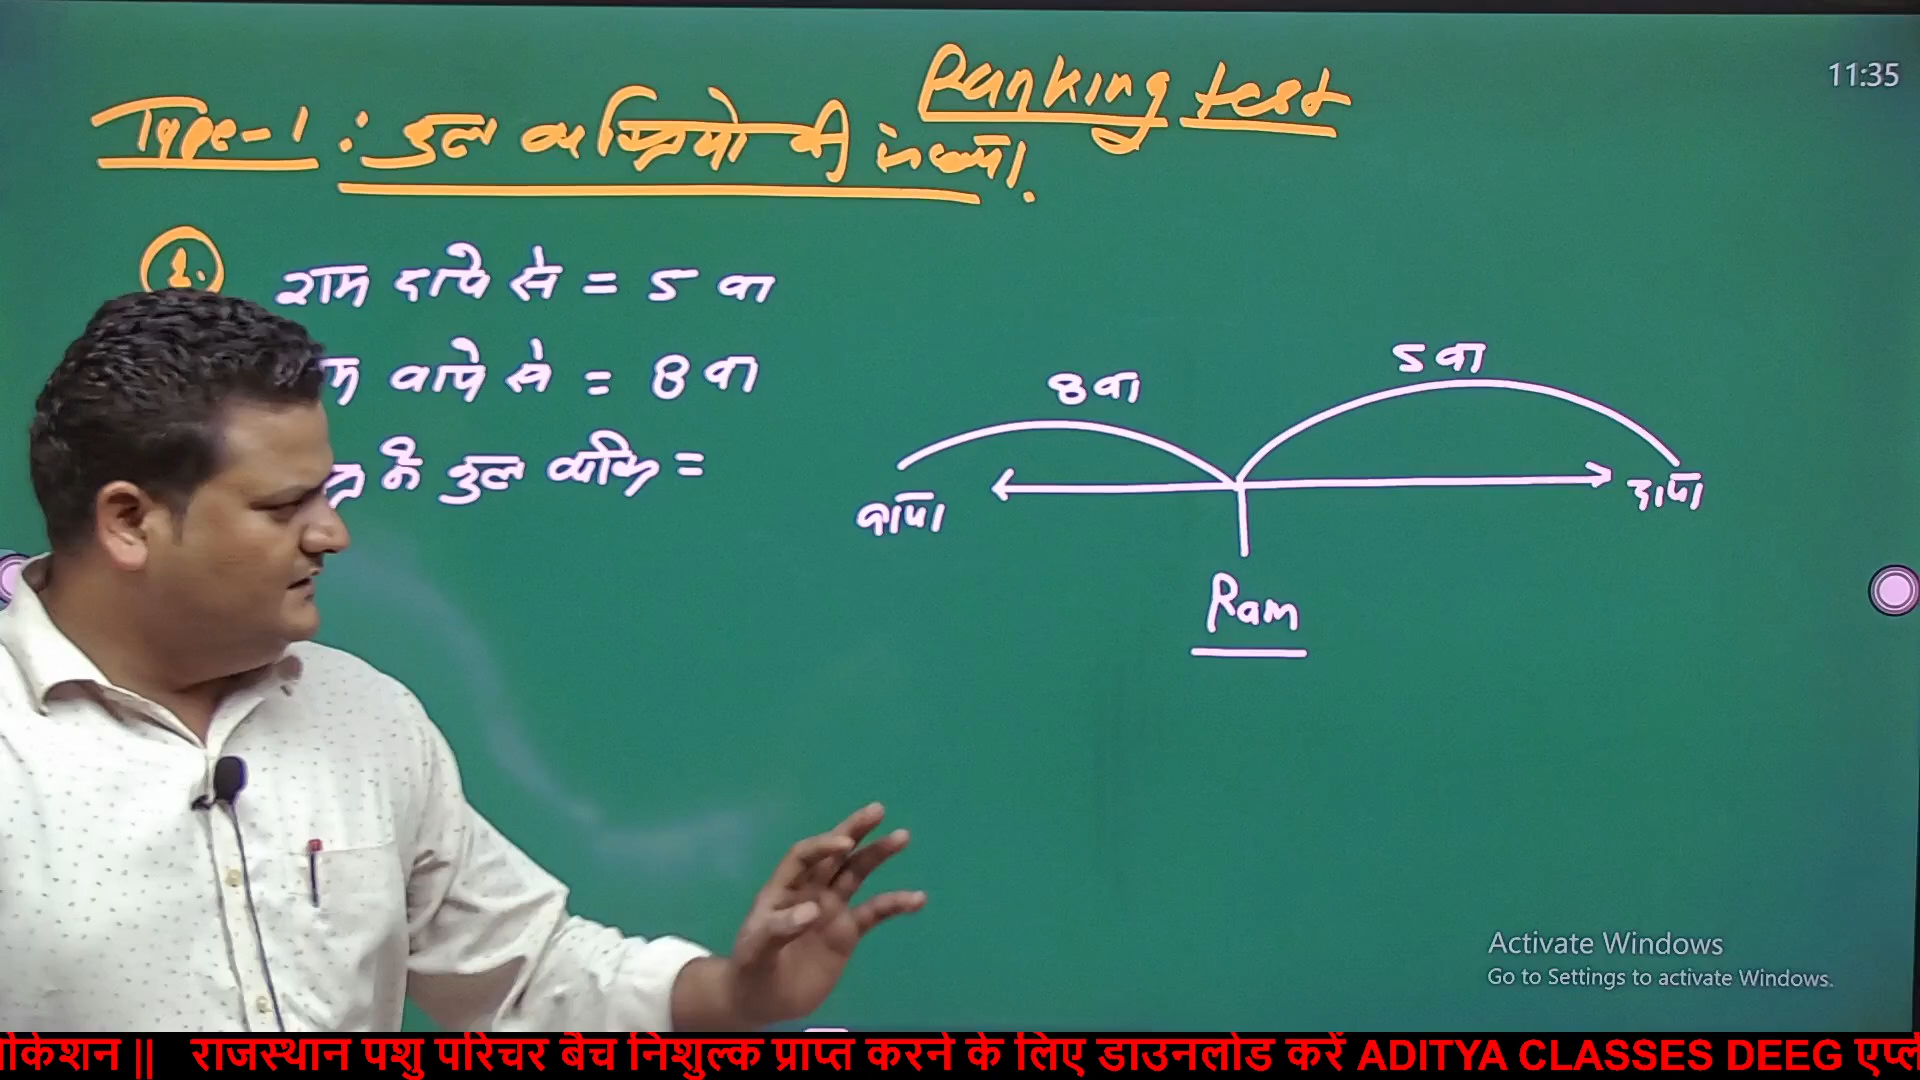 Ranking test
11:35
Type-1 : कुल व्यक्तियो की संख्या.
1.
राम दाये से = 5 वा
वाये से = 8 वा
के कुल व्यक्ति =
8वा
5वा
वायां
दायां
Ram
Activate Windows
Go to Settings to activate Windows.
|| राजस्थान पशु परिचर बैच निशुल्क प्राप्त करने के लिए डाउनलोड करें ADITYA CLASSES DEEG